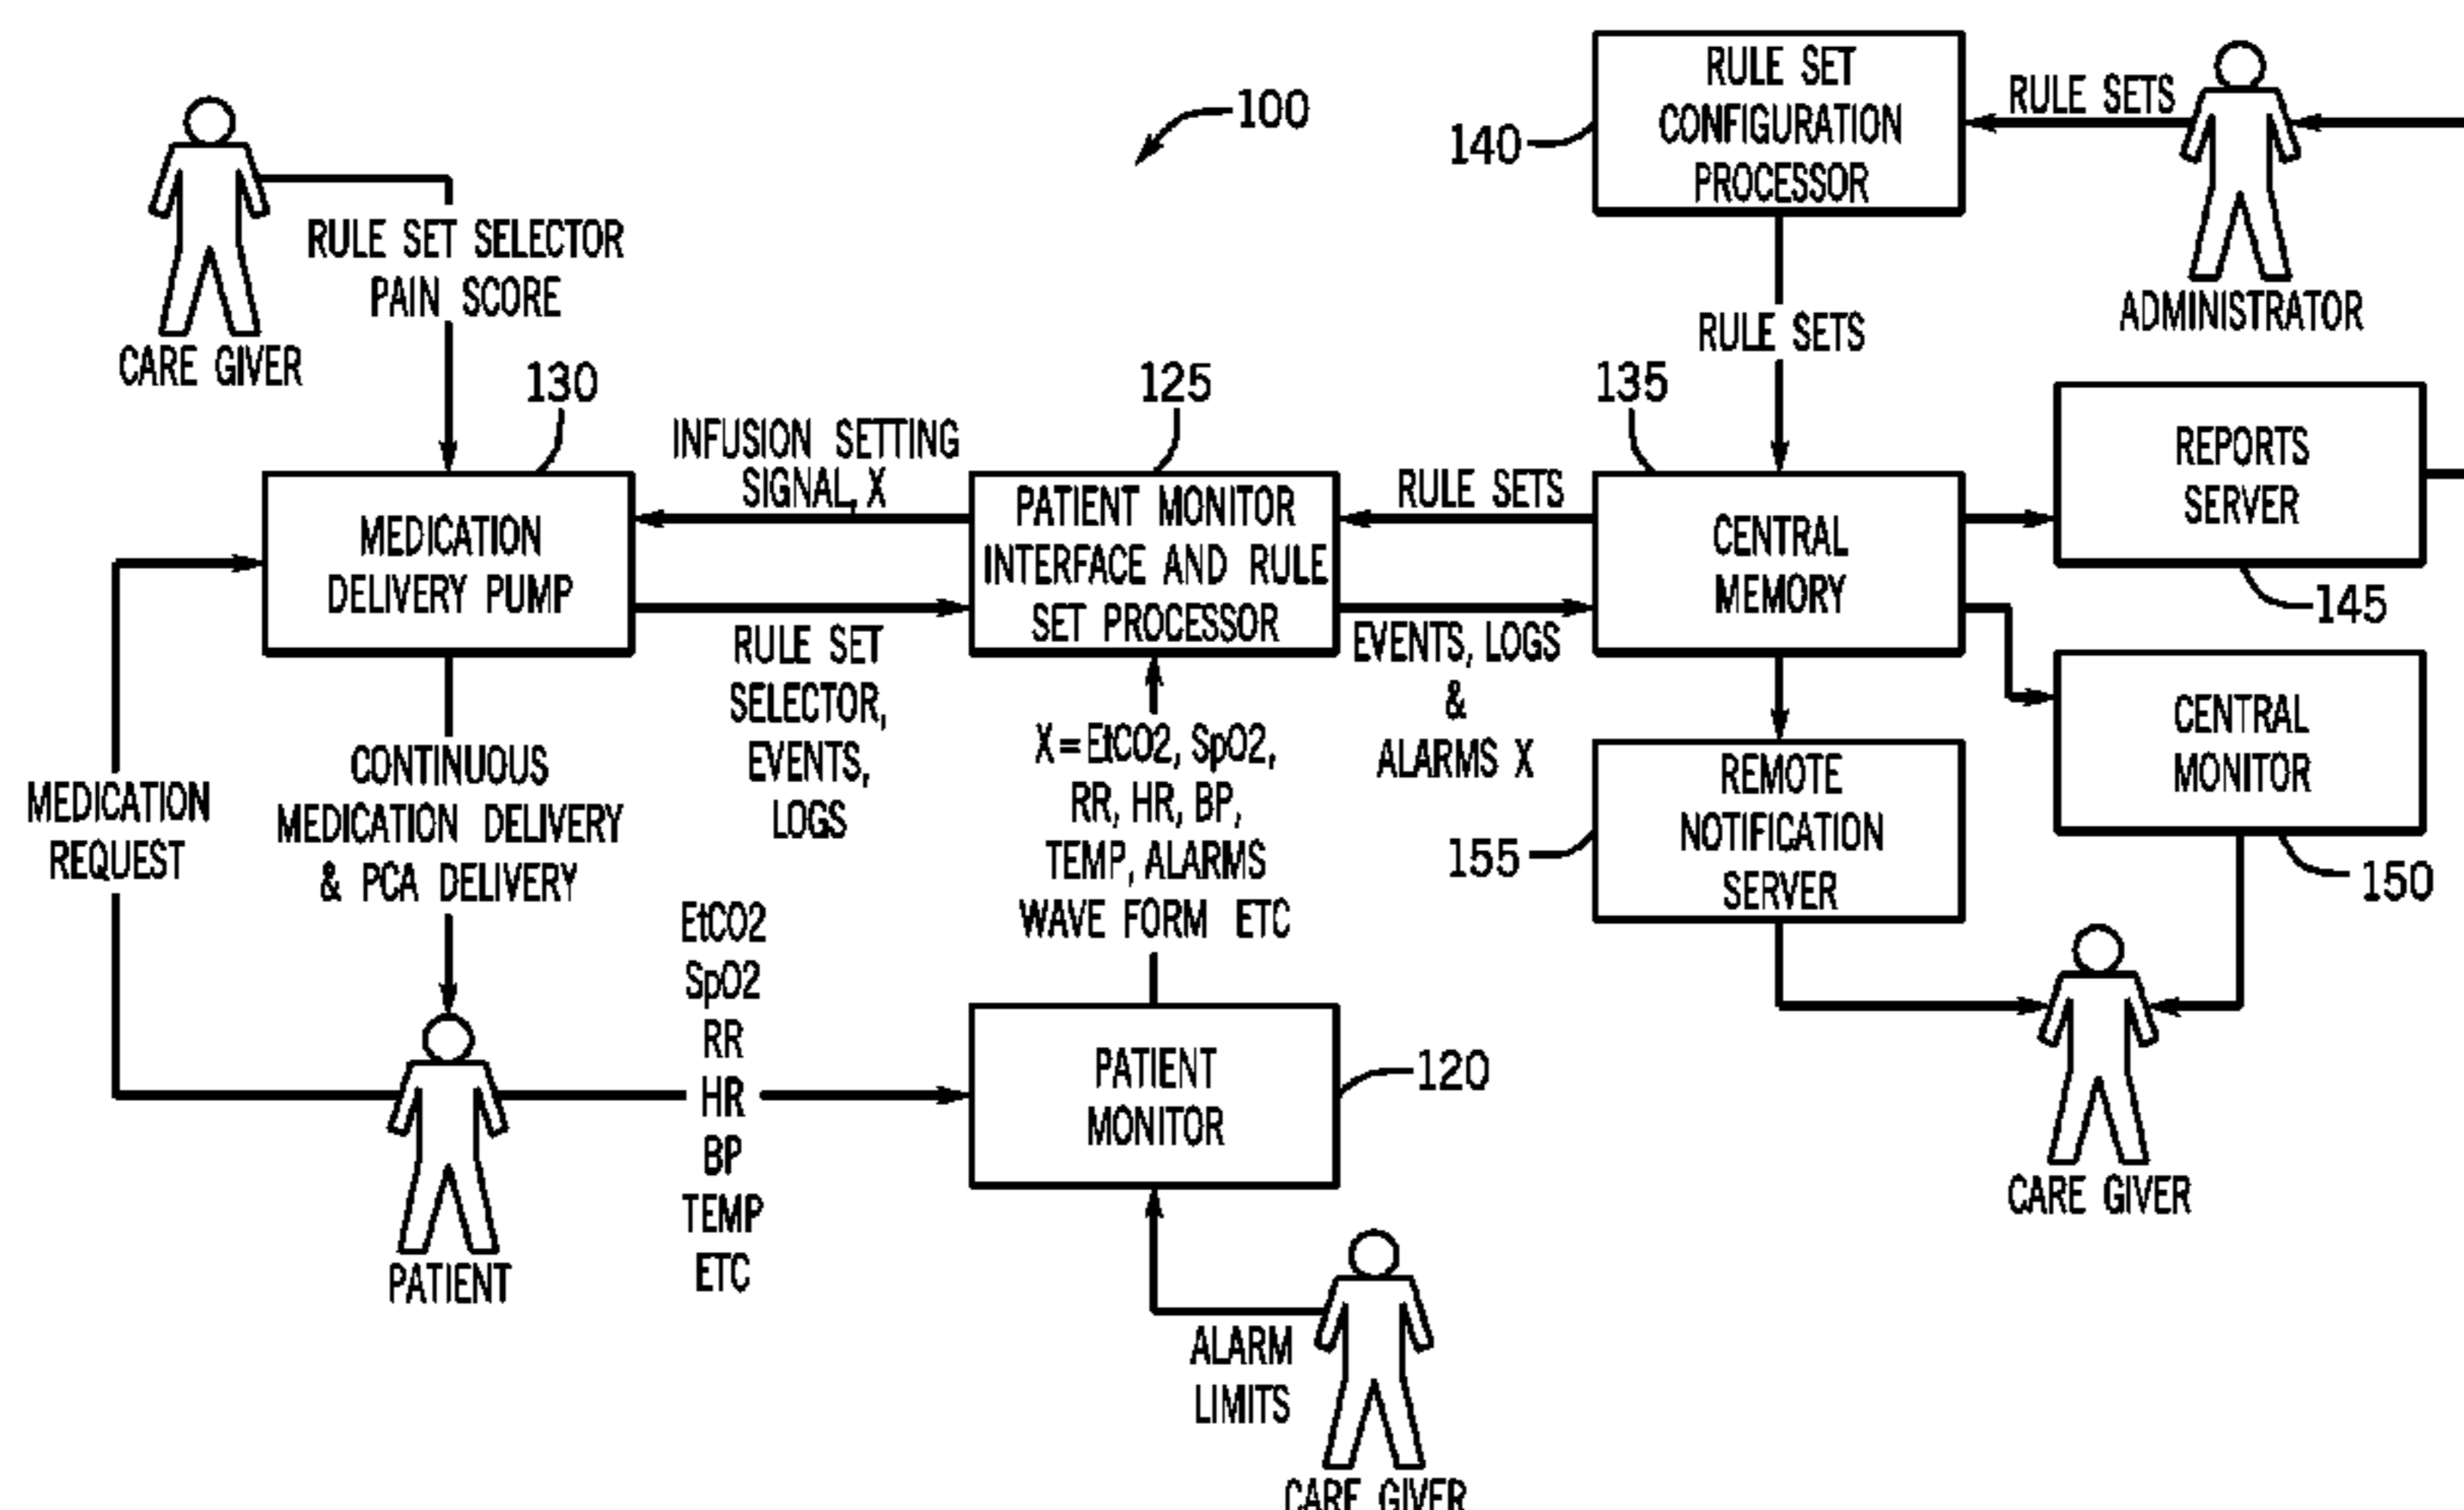 100
RULE SET
CONFIGURATION
PROCESSOR
140
RULE SETS
ADMINISTRATOR
CARE GIVER
RULE SET SELECTOR
PAIN SCORE
RULE SETS
130
125
135
MEDICATION
DELIVERY PUMP
INFUSION SETTING
SIGNAL, X
RULE SET
SELECTOR,
EVENTS,
LOGS
PATIENT MONITOR
INTERFACE AND RULE
SET PROCESSOR
RULE SETS
EVENTS, LOGS
&
ALARMS X
CENTRAL
MEMORY
REPORTS
SERVER
145
CENTRAL
MONITOR
150
REMOTE
NOTIFICATION
SERVER
155
CARE GIVER
MEDICATION
REQUEST
CONTINUOUS
MEDICATION DELIVERY
& PCA DELIVERY
PATIENT
EtCO2
SpO2
RR
HR
BP
TEMP
ETC
X=EtCO2, SpO2,
RR, HR, BP,
TEMP, ALARMS
WAVE FORM ETC
PATIENT
MONITOR
120
ALARM
LIMITS
CARE GIVER